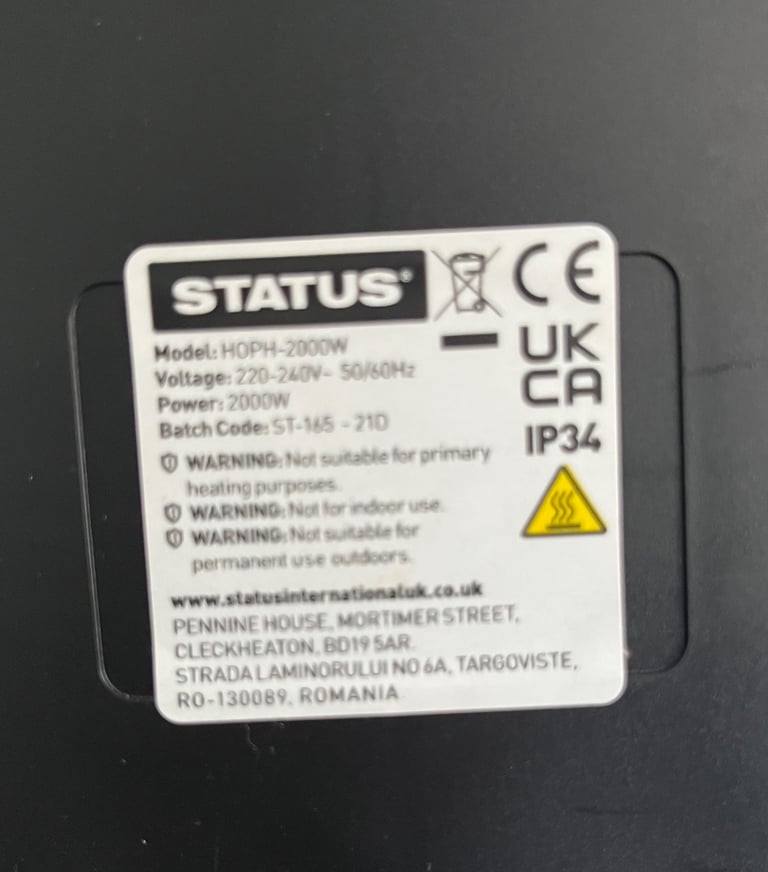 STATUS®
CE
UK
CA
IP34
Model: HOPH-2000W
Voltage: 220-240V~ 50/60Hz
Power: 2000W
Batch Code: ST-165 - 21D
WARNING: Not suitable for primary
heating purposes.
WARNING: Not for indoor use.
WARNING: Not suitable for
permanent use outdoors.
www.statusinternationaluk.co.uk
PENNINE HOUSE, MORTIMER STREET,
CLECKHEATON, BD19 5AR
STRADA LAMINORULUI NO 6A, TARGOVISTE,
RO-130089, ROMANIA